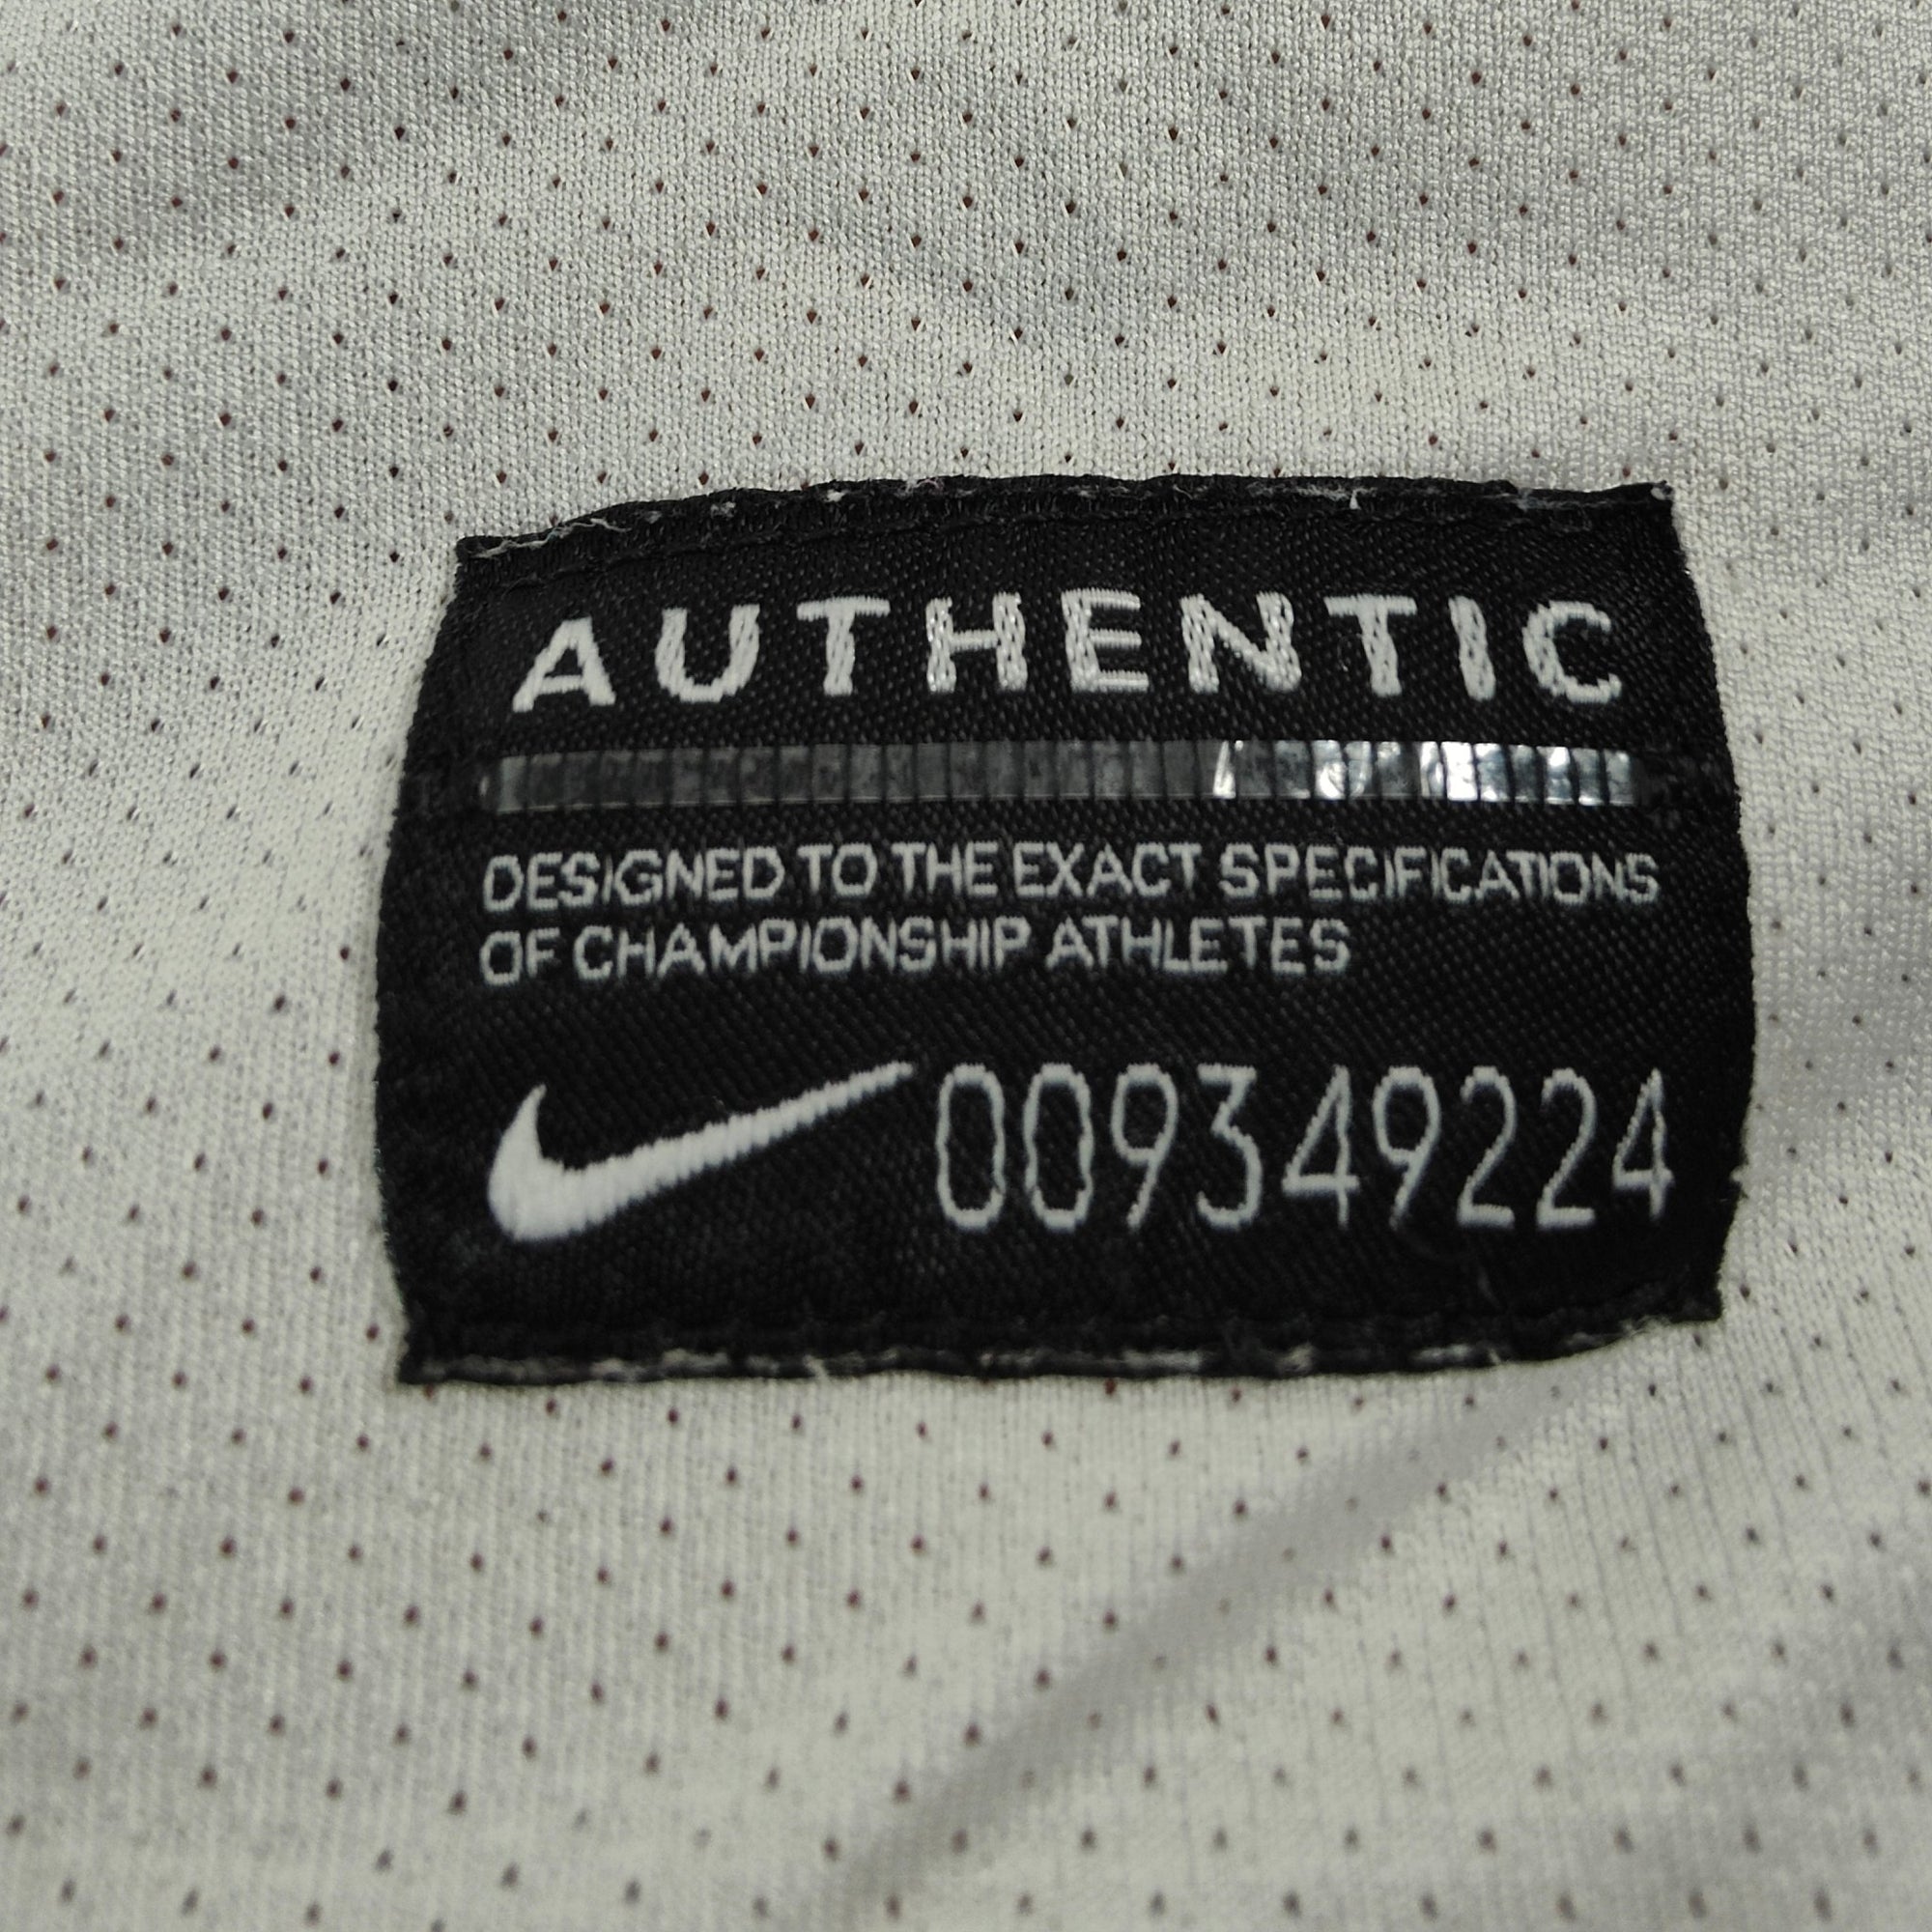 AUTHENTIC
DESIGNED TO THE EXACT SPECIFICATIONS
OF CHAMPIONSHIP ATHLETES
009349224